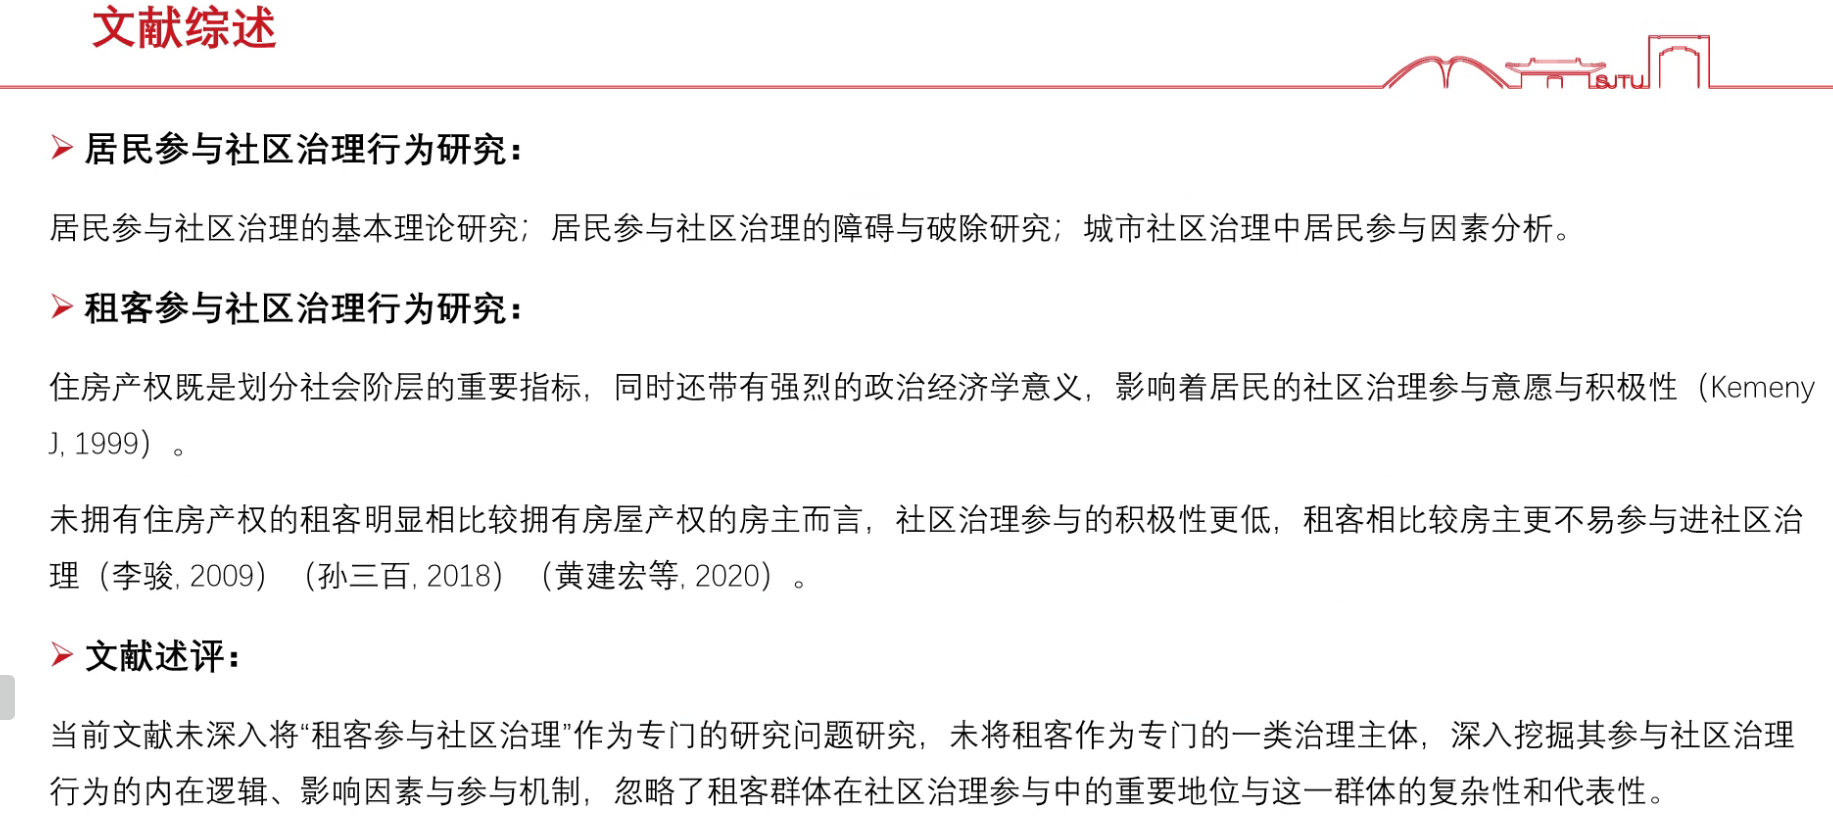 文献综述
SJTU
居民参与社区治理行为研究：
居民参与社区治理的基本理论研究；居民参与社区治理的障碍与破除研究；城市社区治理中居民参与因素分析。
租客参与社区治理行为研究：
住房产权既是划分社会阶层的重要指标，同时还带有强烈的政治经济学意义，影响着居民的社区治理参与意愿与积极性（Kemeny
J, 1999）。
未拥有住房产权的租客明显相比较拥有房屋产权的房主而言，社区治理参与的积极性更低，租客相比较房主更不易参与进社区治
理（李骏, 2009）（孙三百, 2018）（黄建宏等, 2020）。
文献述评：
当前文献未深入将“租客参与社区治理”作为专门的研究问题研究，未将租客作为专门的一类治理主体，深入挖掘其参与社区治理
行为的内在逻辑、影响因素与参与机制，忽略了租客群体在社区治理参与中的重要地位与这一群体的复杂性和代表性。